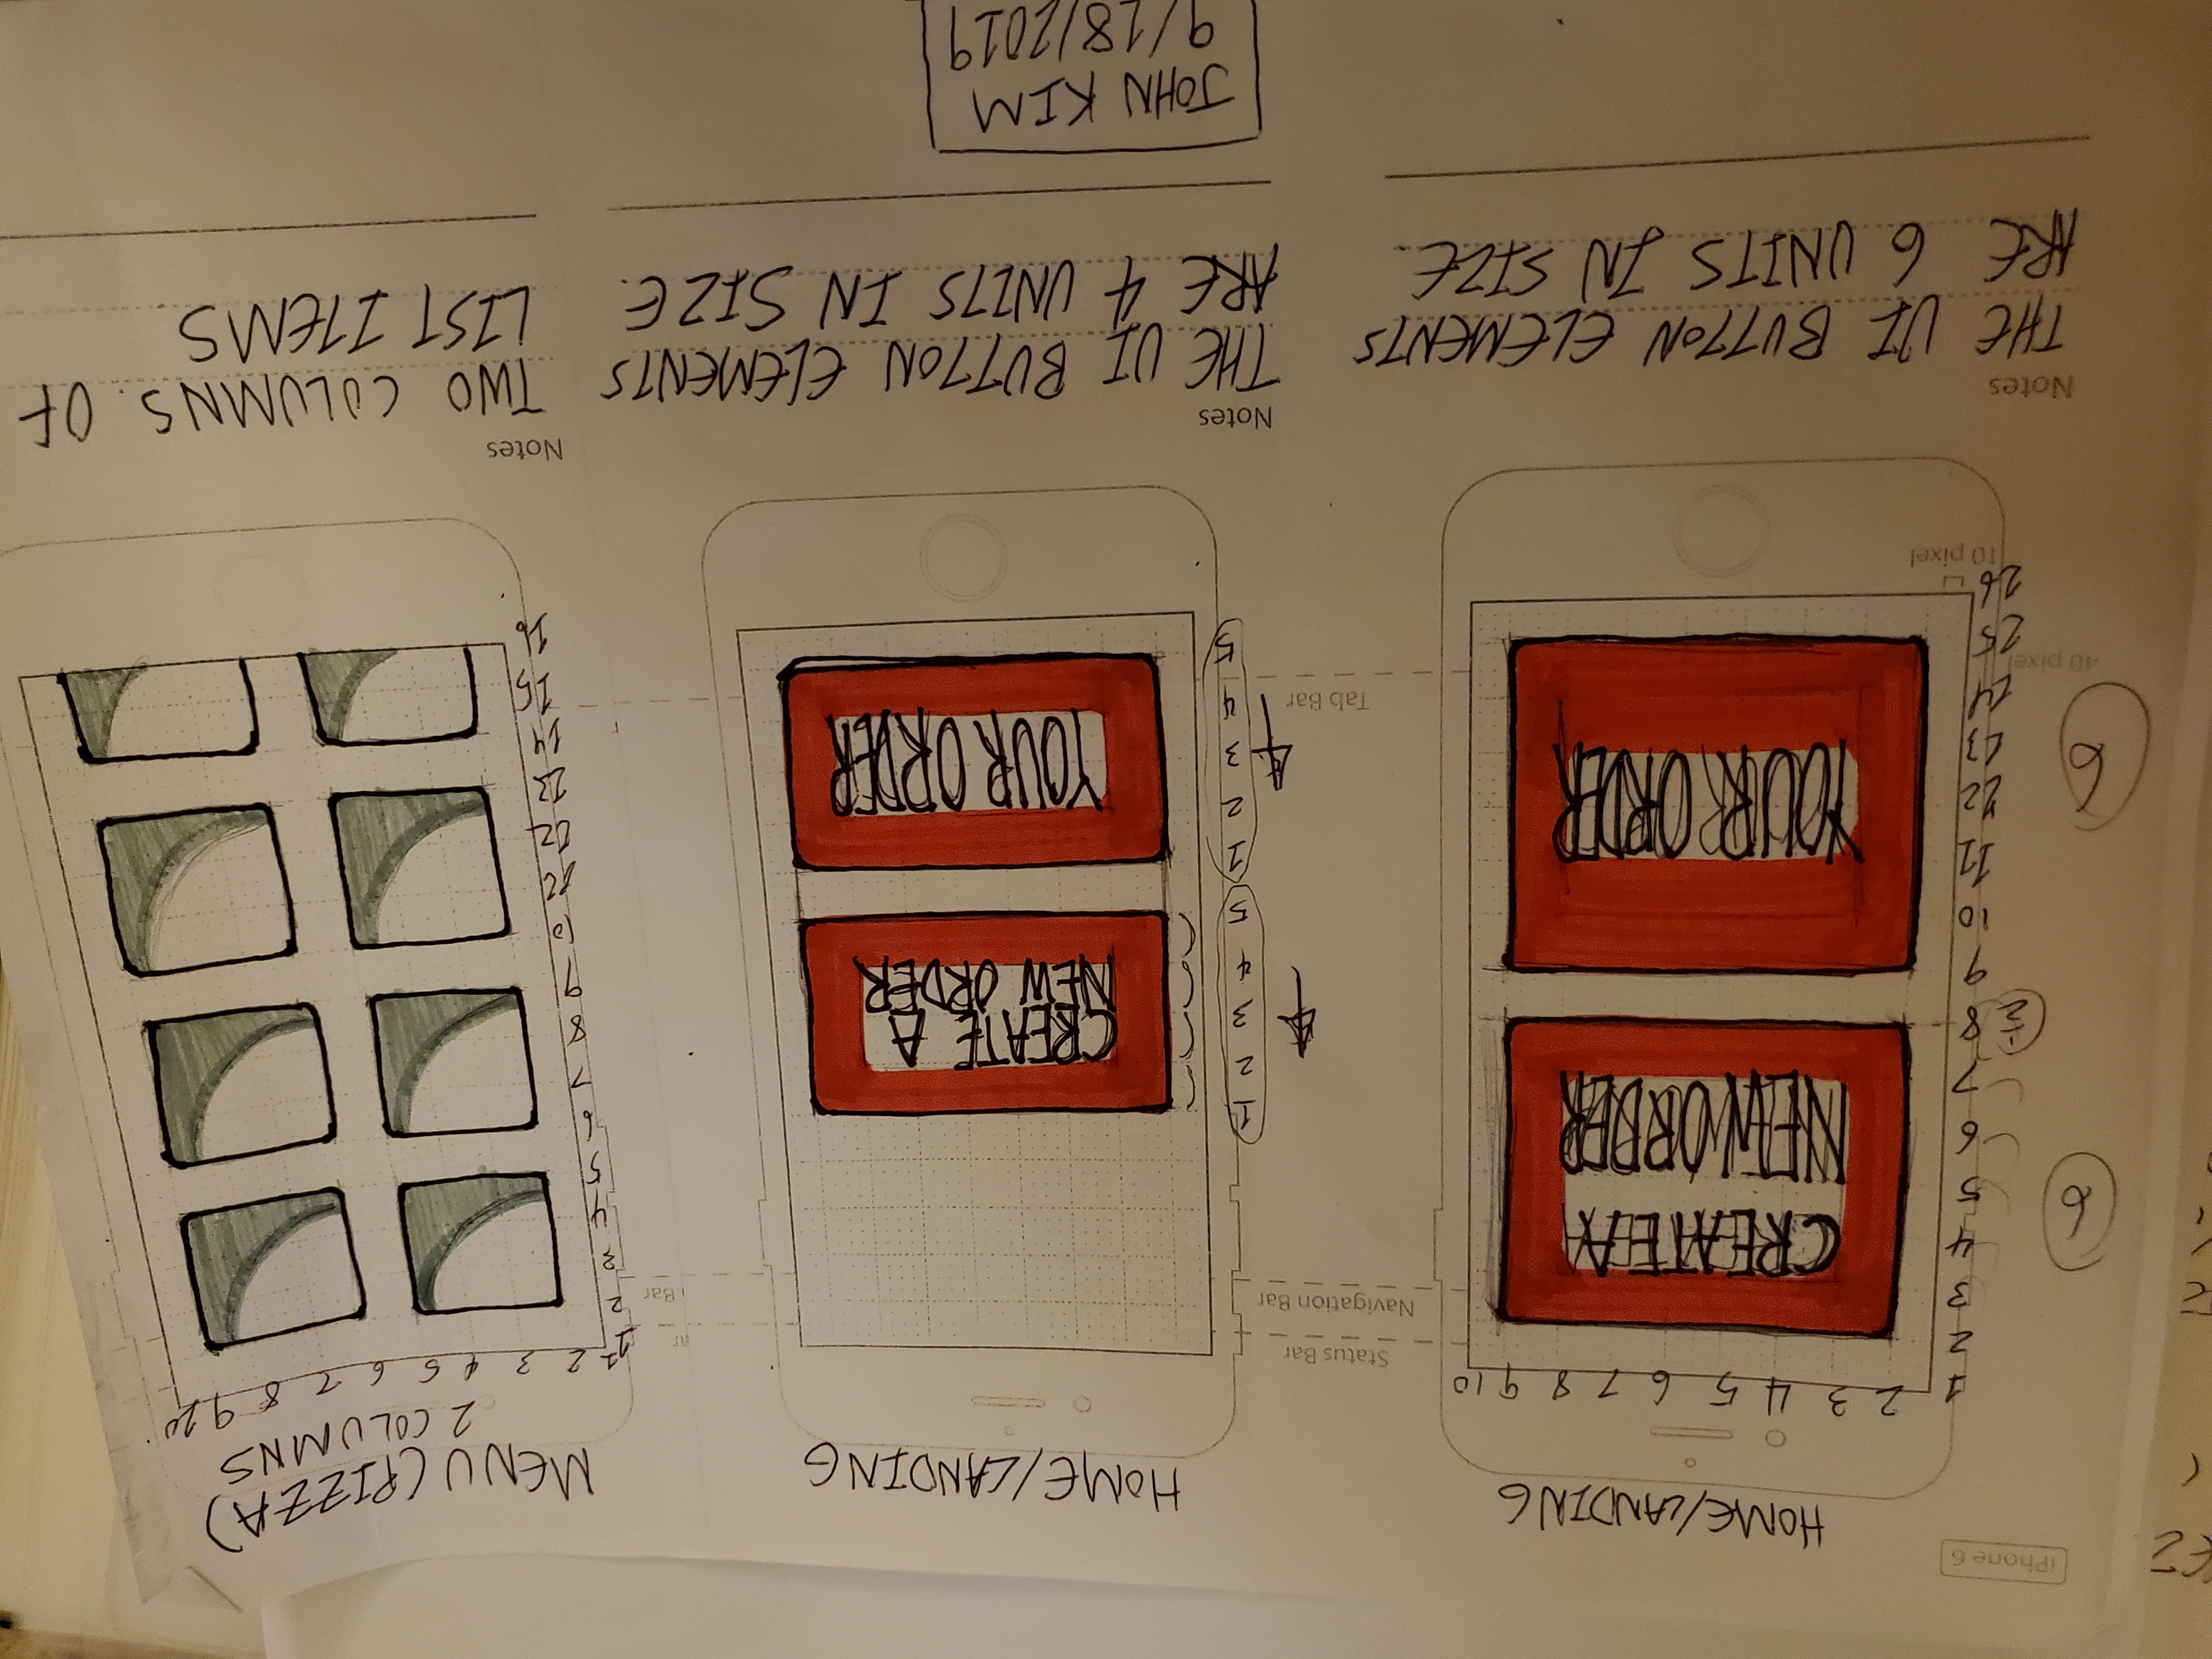 iPhone 6
HOME/LANDING
1 2 3 4 5 6 7 8 9 10
2
3
4
5
6
7
8
9
10
11
12
13
14
15
16
6
1/2
6
CREATE A
NEW ORDER
YOUR ORDER
40 pixel
10 pixel
Status Bar
Navigation Bar
Tab Bar
Notes
THE UI BUTTON ELEMENTS
ARE 6 UNITS IN SIZE.
HOME/LANDING
1
2
3
4
5
4
1
2
3
4
5
4
CREATE A
NEW ORDER
YOUR ORDER
Notes
THE UI BUTTON ELEMENTS
ARE 4 UNITS IN SIZE.
MENU (PIZZA)
2 COLUMNS
1 2 3 4 5 6 7 8 9 10
1
2
3
4
5
6
7
8
9
10
11
12
13
14
15
16
Bar
Notes
TWO COLUMNS OF
LIST ITEMS.
JOHN KIM
9/18/2019